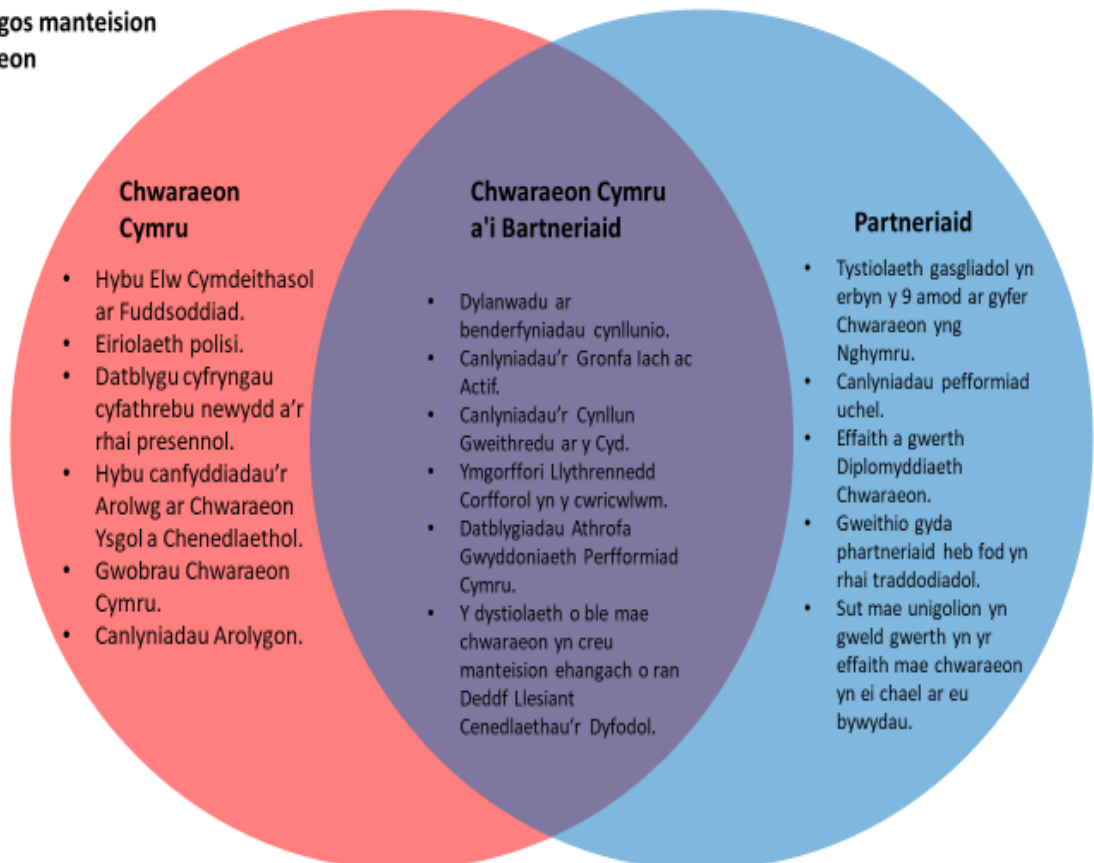 gos manteision
eon
Chwaraeon
Cymru
• Hybu Elw Cymdeithasol
ar Fuddsoddiad.
• Eiriolaeth polisi.
• Datblygu cyfryngau
cyfathrebu newydd a'r
rhai presennol.
• Hybu canfyddiadau'r
Arolwg ar Chwaraeon
Ysgol a Chenedlaethol.
• Gwobrau Chwaraeon
Cymru.
• Canlyniadau Arolygon.
Chwaraeon Cymru
a'i Bartneriaid
• Dylanwadu ar
benderfyniadau cynllunio.
• Canlyniadau'r Gronfa Iach ac
Actif.
• Canlyniadau'r Cynllun
Gweithredu ar y Cyd.
• Ymgorffori Llythrennedd
Corfforol yn y cwricwlwm.
• Datblygiadau Athrofa
Gwyddoniaeth Perfformiad
Cymru.
• Y dystiolaeth o ble mae
chwaraeon yn creu
manteision ehangach o ran
Deddf Llesiant
Cenedlaethau'r Dyfodol.
Partneriaid
• Tystiolaeth gasgliadol yn
erbyn y 9 amod ar gyfer
Chwaraeon yng
Nghymru.
• Canlyniadau pefformiad
uchel.
• Effaith a gwerth
Diplomyddiaeth
Chwaraeon.
• Gweithio gyda
phartneriaid heb fod yn
rhai traddodiadol.
• Sut mae unigolion yn
gweld gwerth yn yr
effaith mae chwaraeon
yn ei chael ar eu
bywydau.